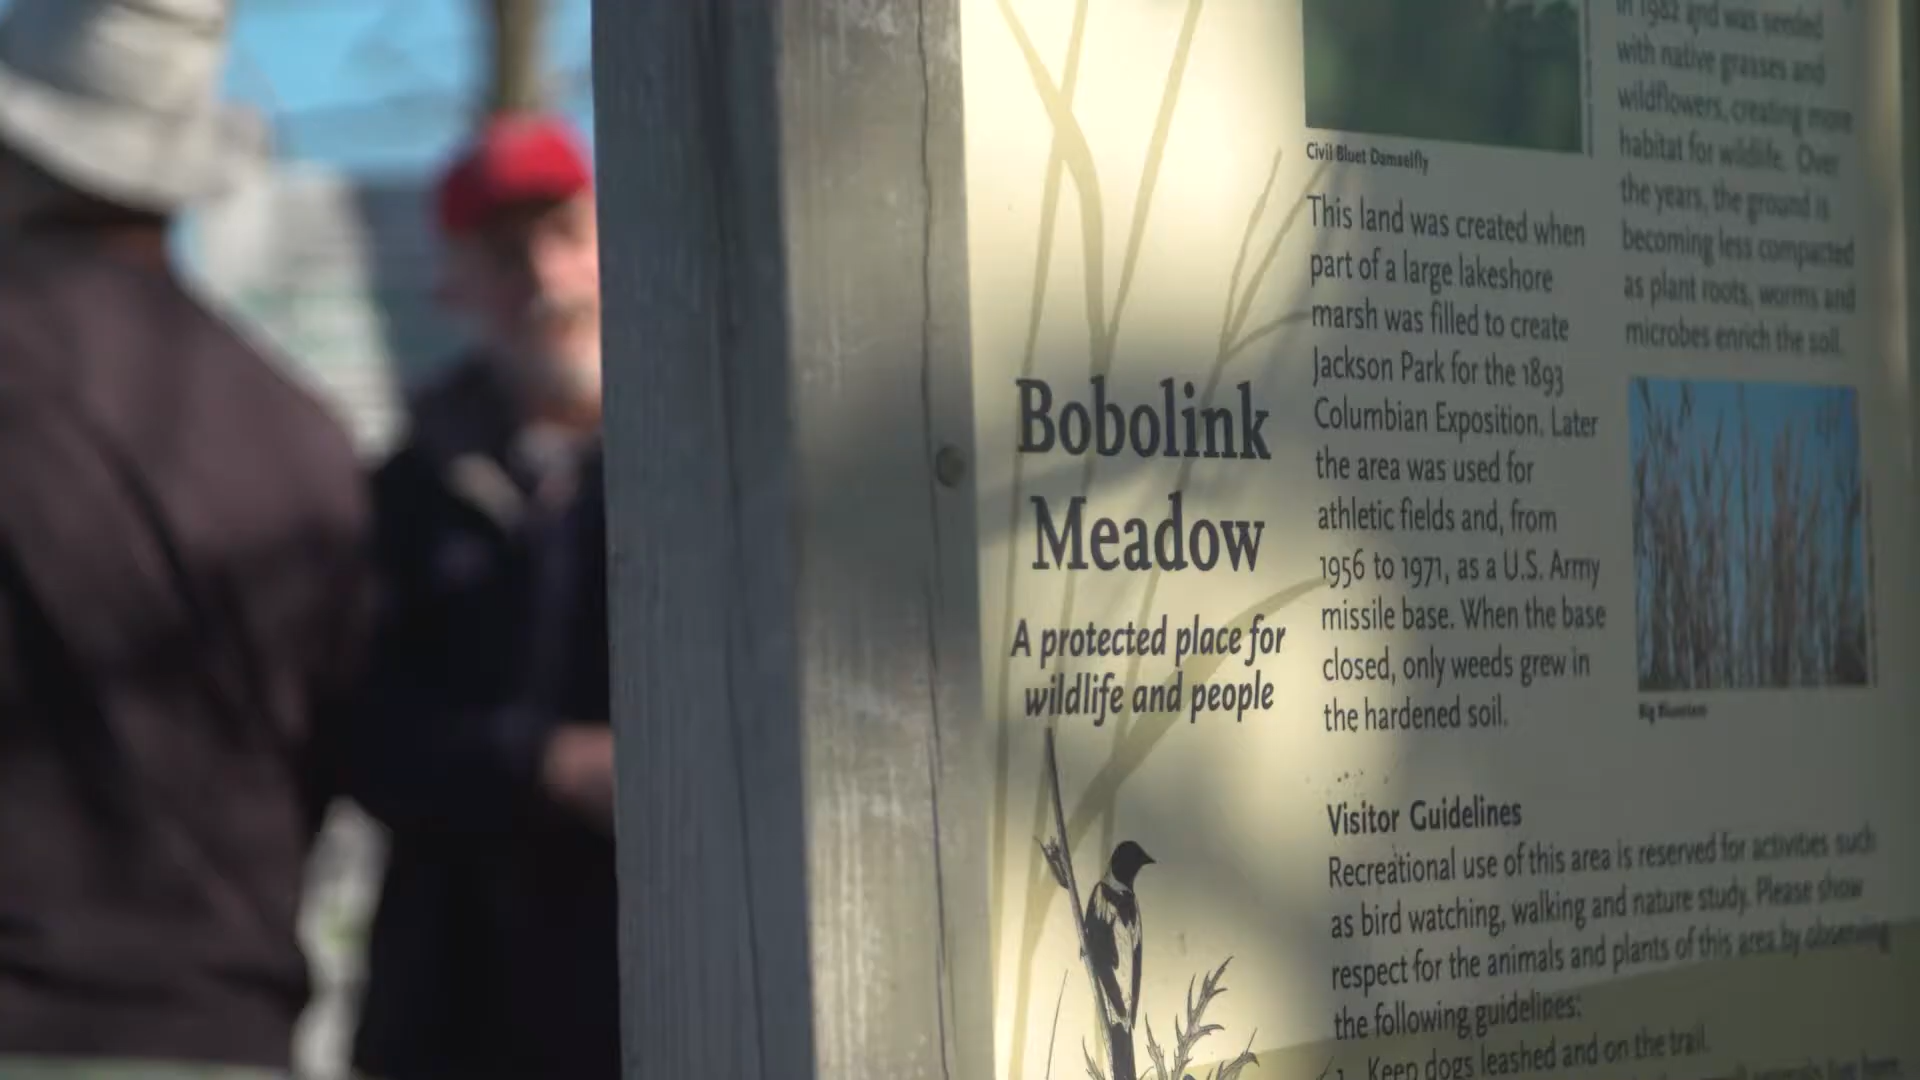 Bobolink
Meadow
A protected place for
wildlife and people
Civil Bluet Damselfly
This land was created when
part of a large lakeshore
marsh was filled to create
Jackson Park for the 1893
Columbian Exposition. Later
the area was used for
athletic fields and, from
1956 to 1971, as a U.S. Army
missile base. When the base
closed, only weeds grew in
the hardened soil.
in 1982 and was seeded
with native grasses and
wildflowers, creating more
habitat for wildlife. Over
the years, the ground is
becoming less compacted
as plant roots, worms and
microbes enrich the soil.
Big Bluestem
Visitor Guidelines
Recreational use of this area is reserved for activities such
as bird watching, walking and nature study. Please show
respect for the animals and plants of this area by observing
the following guidelines:
1. Keep dogs leashed and on the trail.